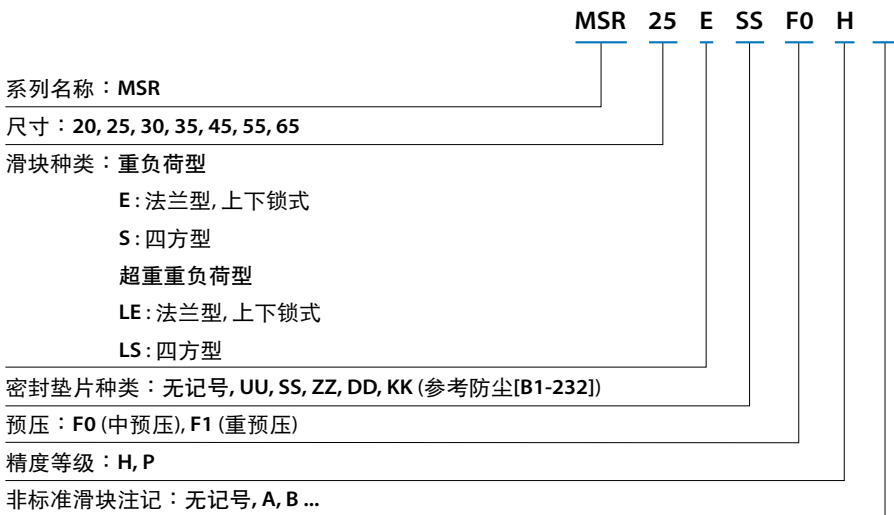 MSR 25 E SS F0 H
系列名称：MSR
尺寸：20, 25, 30, 35, 45, 55, 65
滑块种类：重负荷型
E : 法兰型, 上下锁式
S : 四方型
超重重负荷型
LE : 法兰型, 上下锁式
LS : 四方型
密封垫片种类：无记号, UU, SS, ZZ, DD, KK (参考防尘[B1-232])
预压：F0 (中预压), F1 (重预压)
精度等级：H, P
非标准滑块注记：无记号, A, B ...